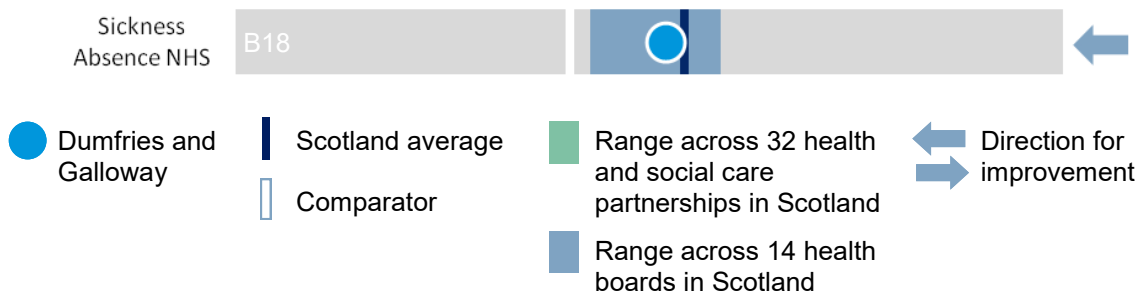 Sickness
Absence NHS
B18
Dumfries and
Galloway
Scotland average
Comparator
Range across 32 health
and social care
partnerships in Scotland
Range across 14 health
boards in Scotland
Direction for
improvement